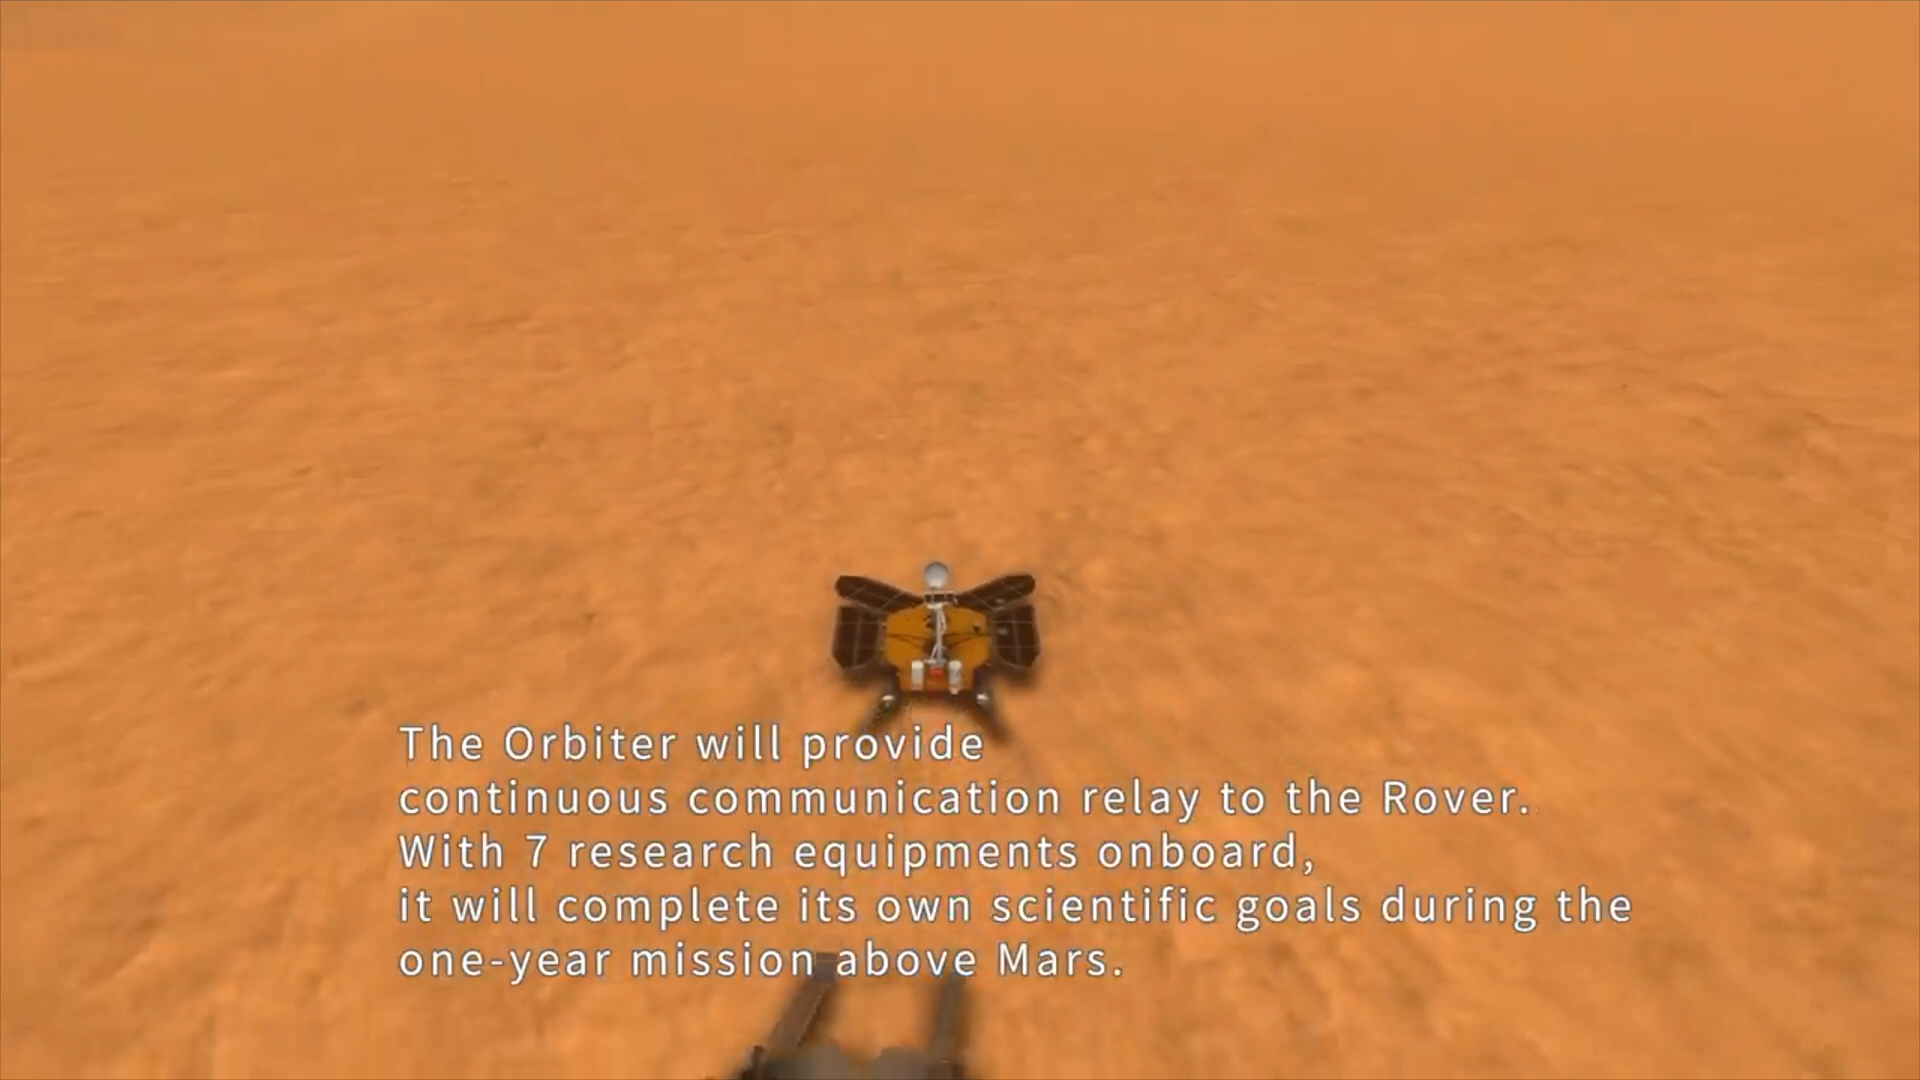 The Orbiter will provide
continuous communication relay to the Rover.
With 7 research equipments onboard,
it will complete its own scientific goals during the
one-year mission above Mars.